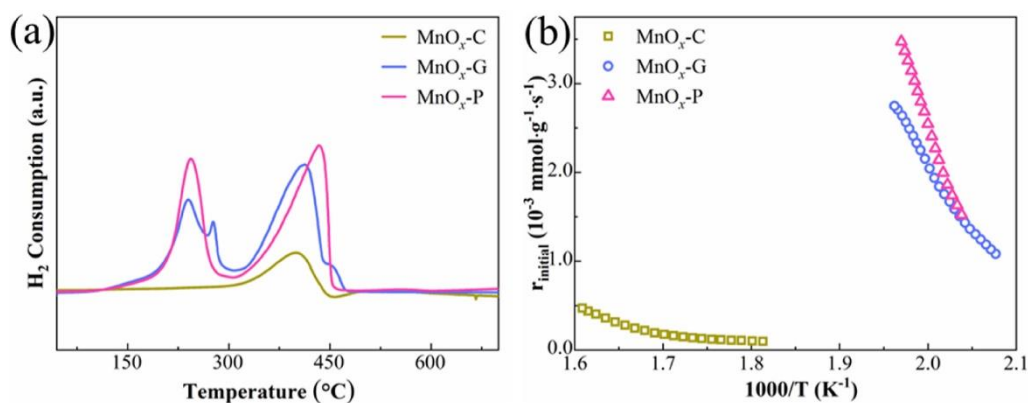 (a)
MnOx-C
MnOx-G
MnOx-P
H2 Consumption (a.u.)
150
300
450
600
Temperature (°C)
(b)
MnOx-C
MnOx-G
MnOx-P
rinitial (10-3 mmol·g-1·s-1)
3.0
2.0
1.0
0.0
1.6
1.7
1.8
1.9
2.0
2.1
1000/T (K-1)